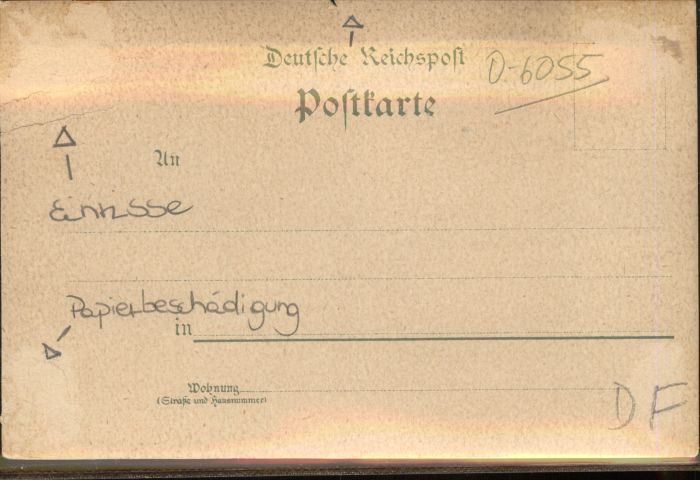 Deutsche Reichspost
O-6055
Postkarte
An
Einrisse
Papierbeschädigung
in
Wohnung
(Straße und Hausnummer)
DF